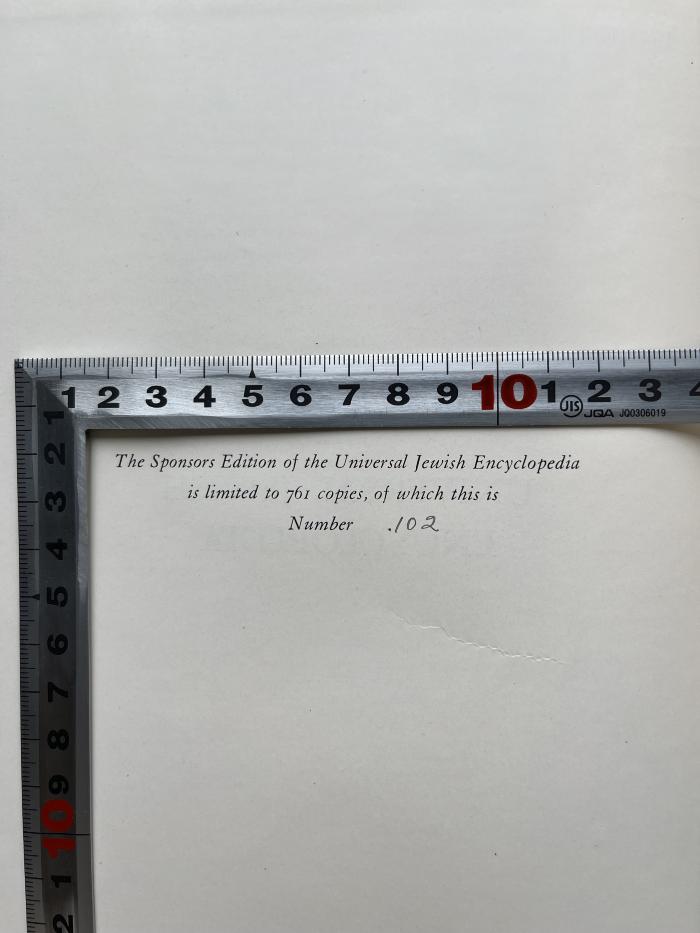 1 2 3 4 5 6 7 8 9 10 1 2 3 4
JIS JQA JQ0306019
1
2
3
4
5
6
7
8
9
10
1
2
The Sponsors Edition of the Universal Jewish Encyclopedia
is limited to 761 copies, of which this is
Number .102